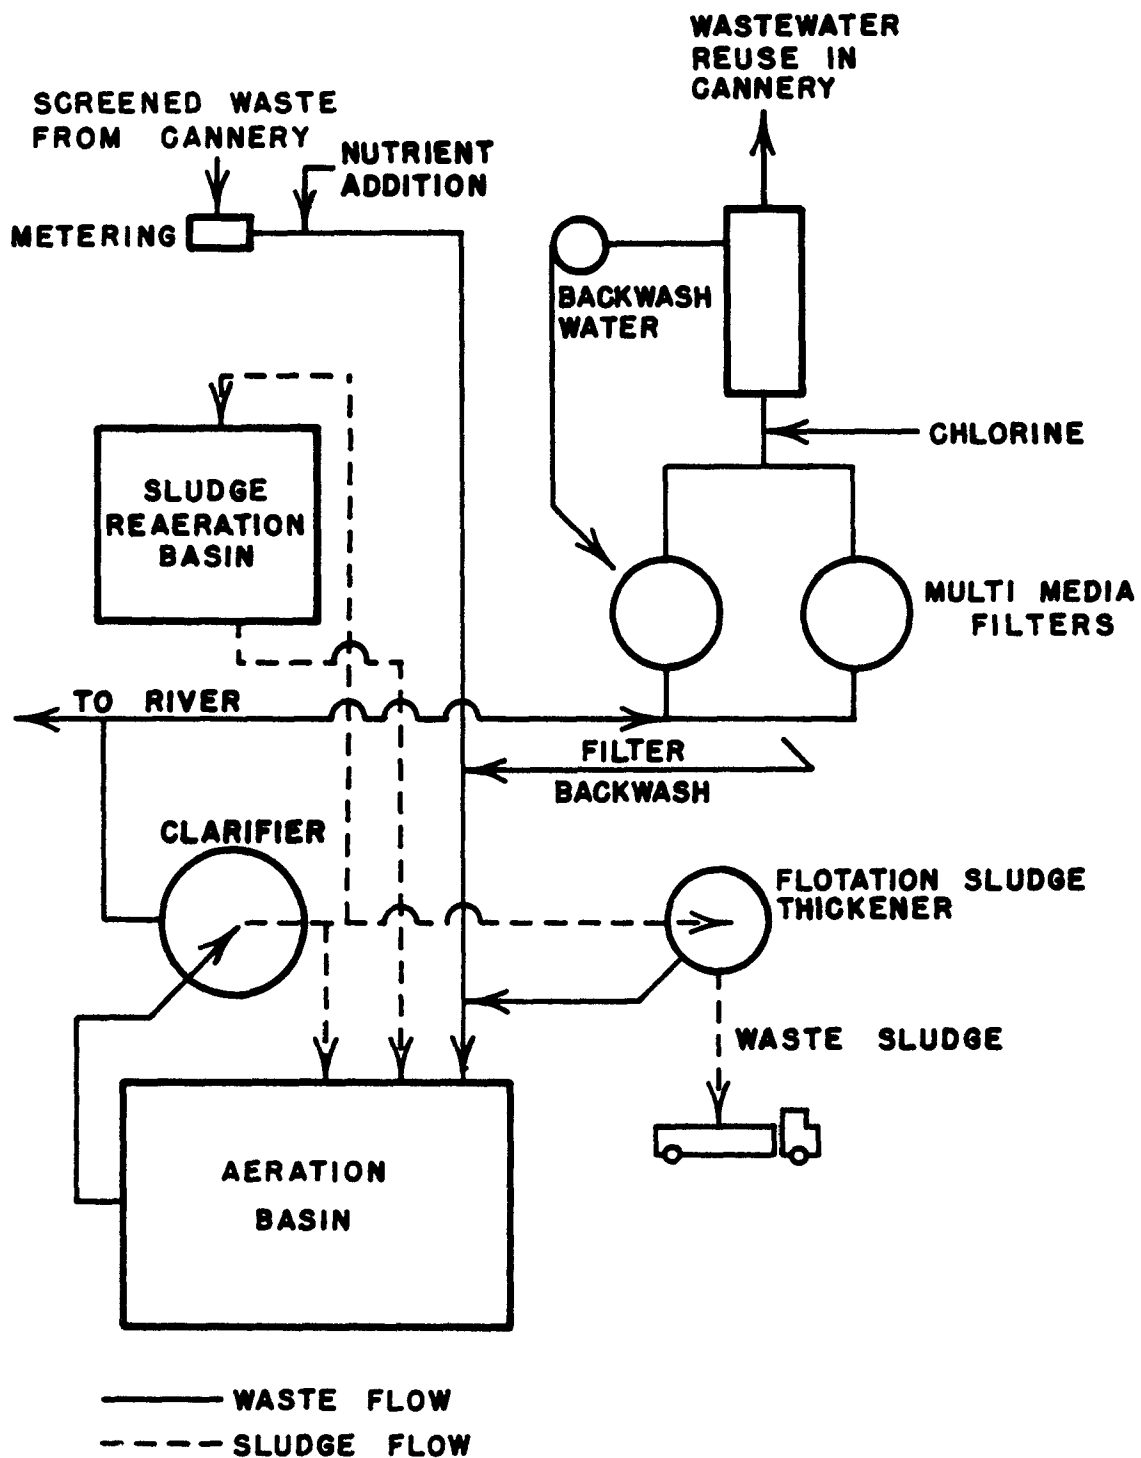 WASTEWATER
REUSE IN
CANNERY
SCREENED WASTE
FROM CANNERY
NUTRIENT
ADDITION
METERING
BACKWASH
WATER
CHLORINE
SLUDGE
REAERATION
BASIN
MULTI MEDIA
FILTERS
TO RIVER
FILTER
BACKWASH
CLARIFIER
FLOTATION SLUDGE
THICKENER
WASTE SLUDGE
AERATION
BASIN
WASTE FLOW
SLUDGE FLOW